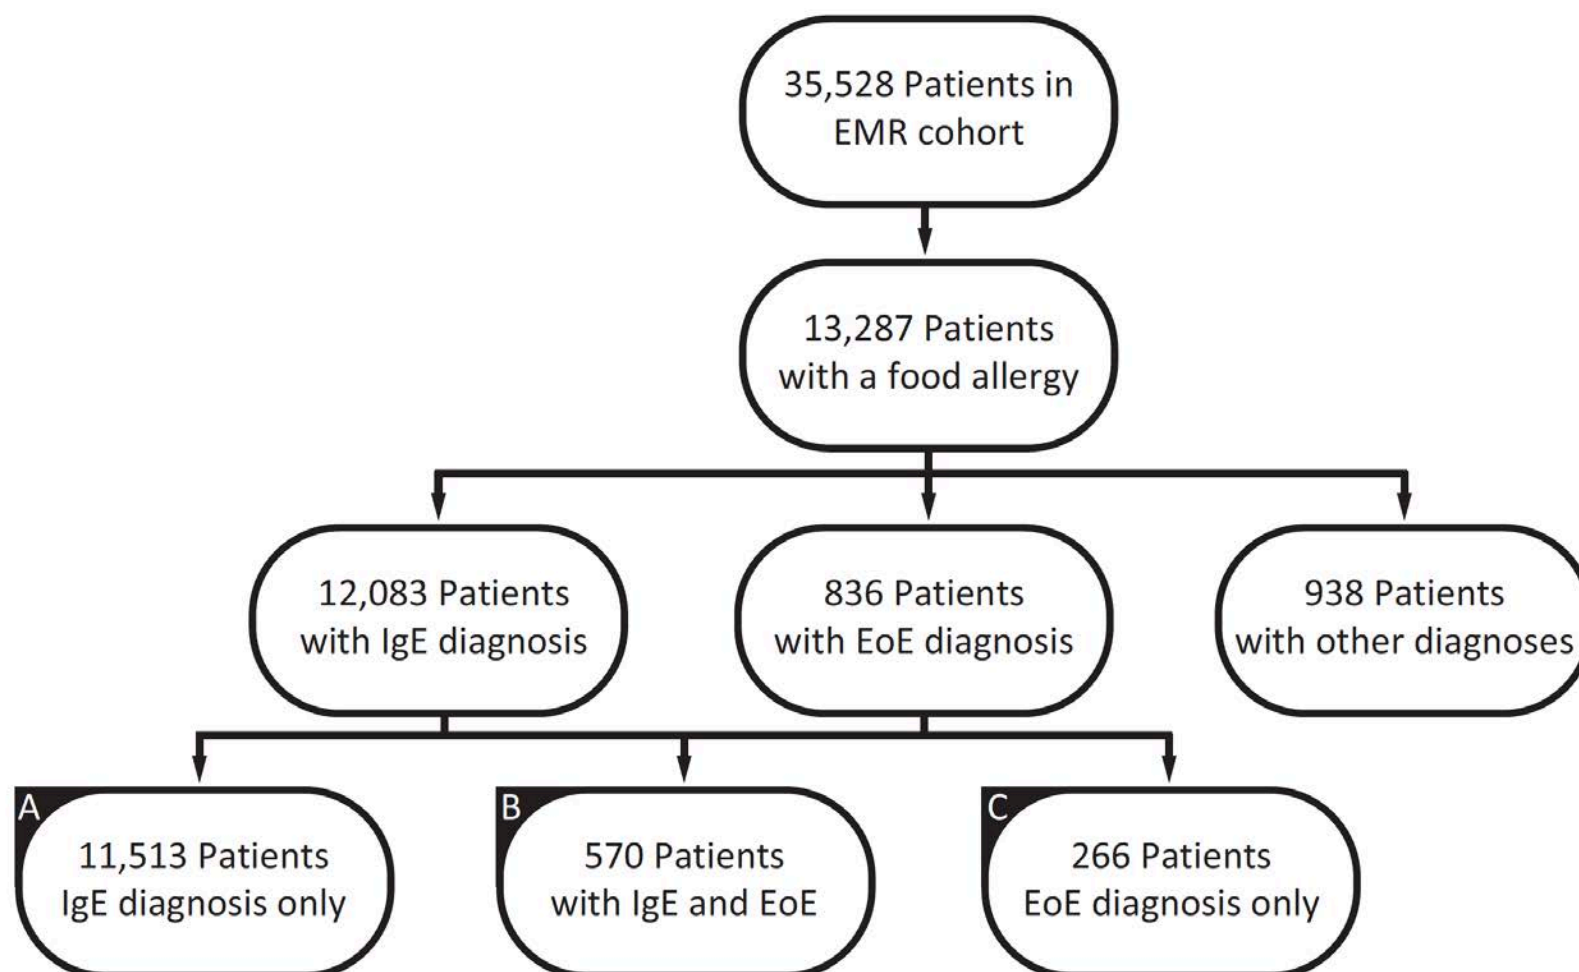 35,528 Patients in
EMR cohort
13,287 Patients
with a food allergy
12,083 Patients
with IgE diagnosis
836 Patients
with EoE diagnosis
938 Patients
with other diagnoses
A
11,513 Patients
IgE diagnosis only
B
570 Patients
with IgE and EoE
C
266 Patients
EoE diagnosis only